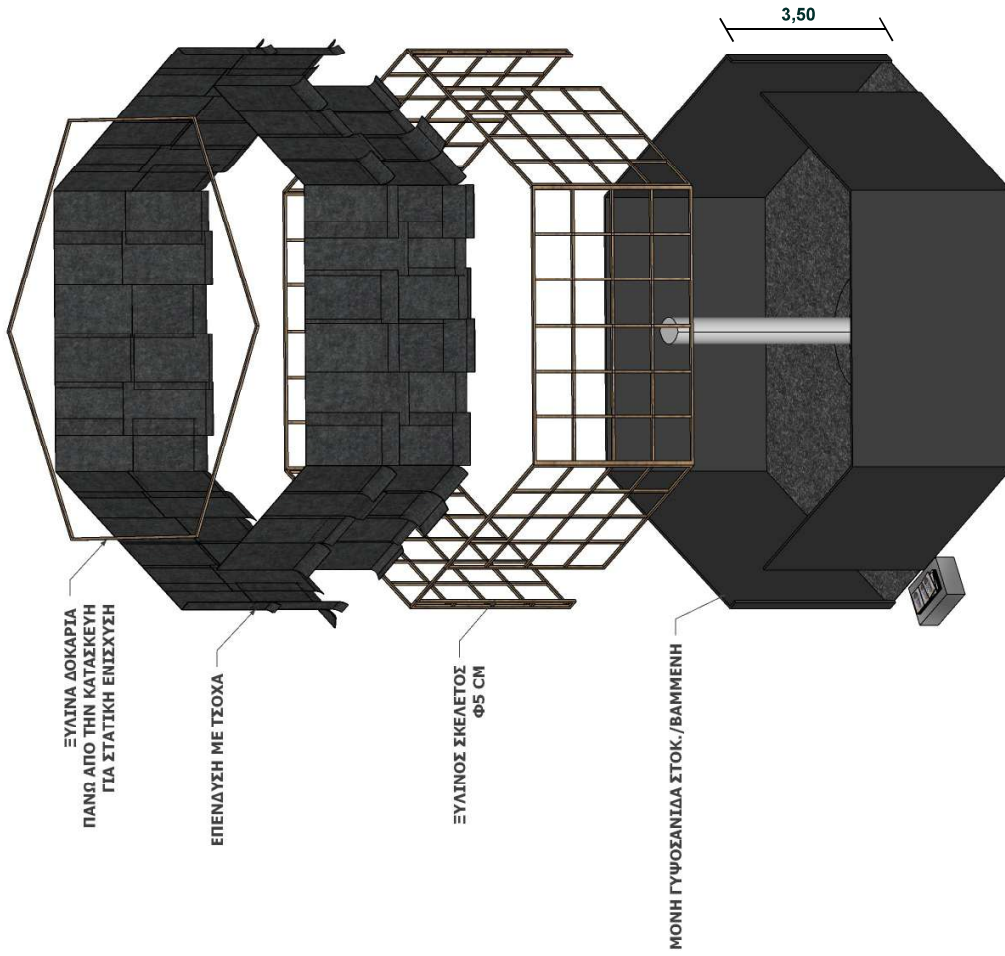 3,50
ΞΥΛΙΝΑ ΔΟΚΑΡΙΑ
ΠΑΝΩ ΑΠΟ ΤΗΝ ΚΑΤΑΣΚΕΥΗ
ΓΙΑ ΣΤΑΤΙΚΗ ΕΝΙΣΧΥΣΗ
ΕΠΕΝΔΥΣΗ ΜΕ ΤΣΟΧΑ
ΞΥΛΙΝΟΣ ΣΚΕΛΕΤΟΣ
Φ5 CM
ΜΟΝΗ ΓΥΨΟΣΑΝΙΔΑ ΣΤΟΚ./ΒΑΜΜΕΝΗ